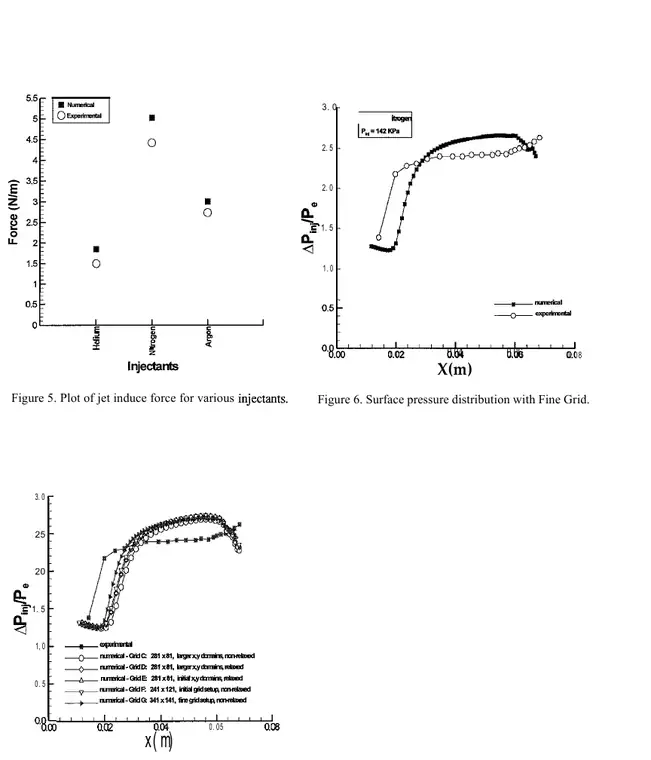 5.5
5
4.5
4
3.5
3
2.5
2
1.5
1
0.5
0
Force (N/m)
Numerical
Experimental
Helium
Nitrogen
Argon
Injectants
Figure 5. Plot of jet induce force for various injectants.
3.0
2.5
2.0
1.5
1.0
0.5
0.0
ΔPinj/Pe
itrogen
Pinj = 142 KPa
numerical
experimental
0.00 0.02 0.04 0.06 0.08
X(m)
Figure 6. Surface pressure distribution with Fine Grid.
3.0
25
20
1.5
1.0
0.5
0.0
ΔPinj/Pe
experimental
numerical - Grid C: 281 x 81, larger x,y domains, non-relaxed
numerical - Grid D: 281 x 81, larger x,y domains, relaxed
numerical - Grid E: 281 x 81, initial x,y domains, relaxed
numerical - Grid F: 241 x 121, initial grid setup, non-relaxed
numerical - Grid G: 341 x 141, fine grid setup, non-relaxed
0.00 0.02 0.04 0.05 0.08
x ( m)